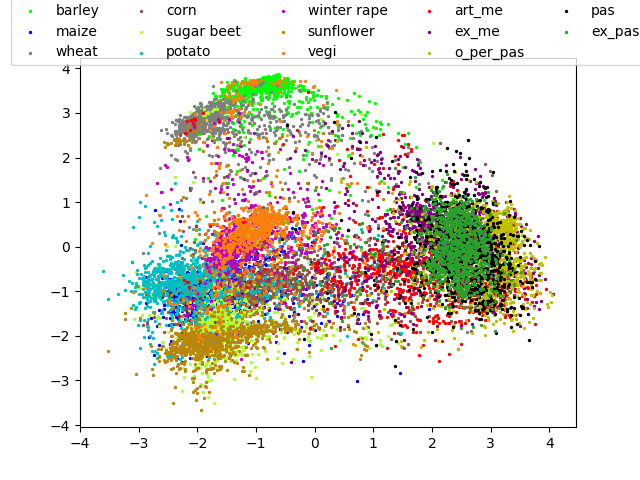 barley corn winter rape art_me pas
maize sugar beet sunflower ex_me ex_pas
wheat potato vegi o_per_pas
4
3
2
1
0
−1
−2
−3
−4
−4 −3 −2 −1 0 1 2 3 4